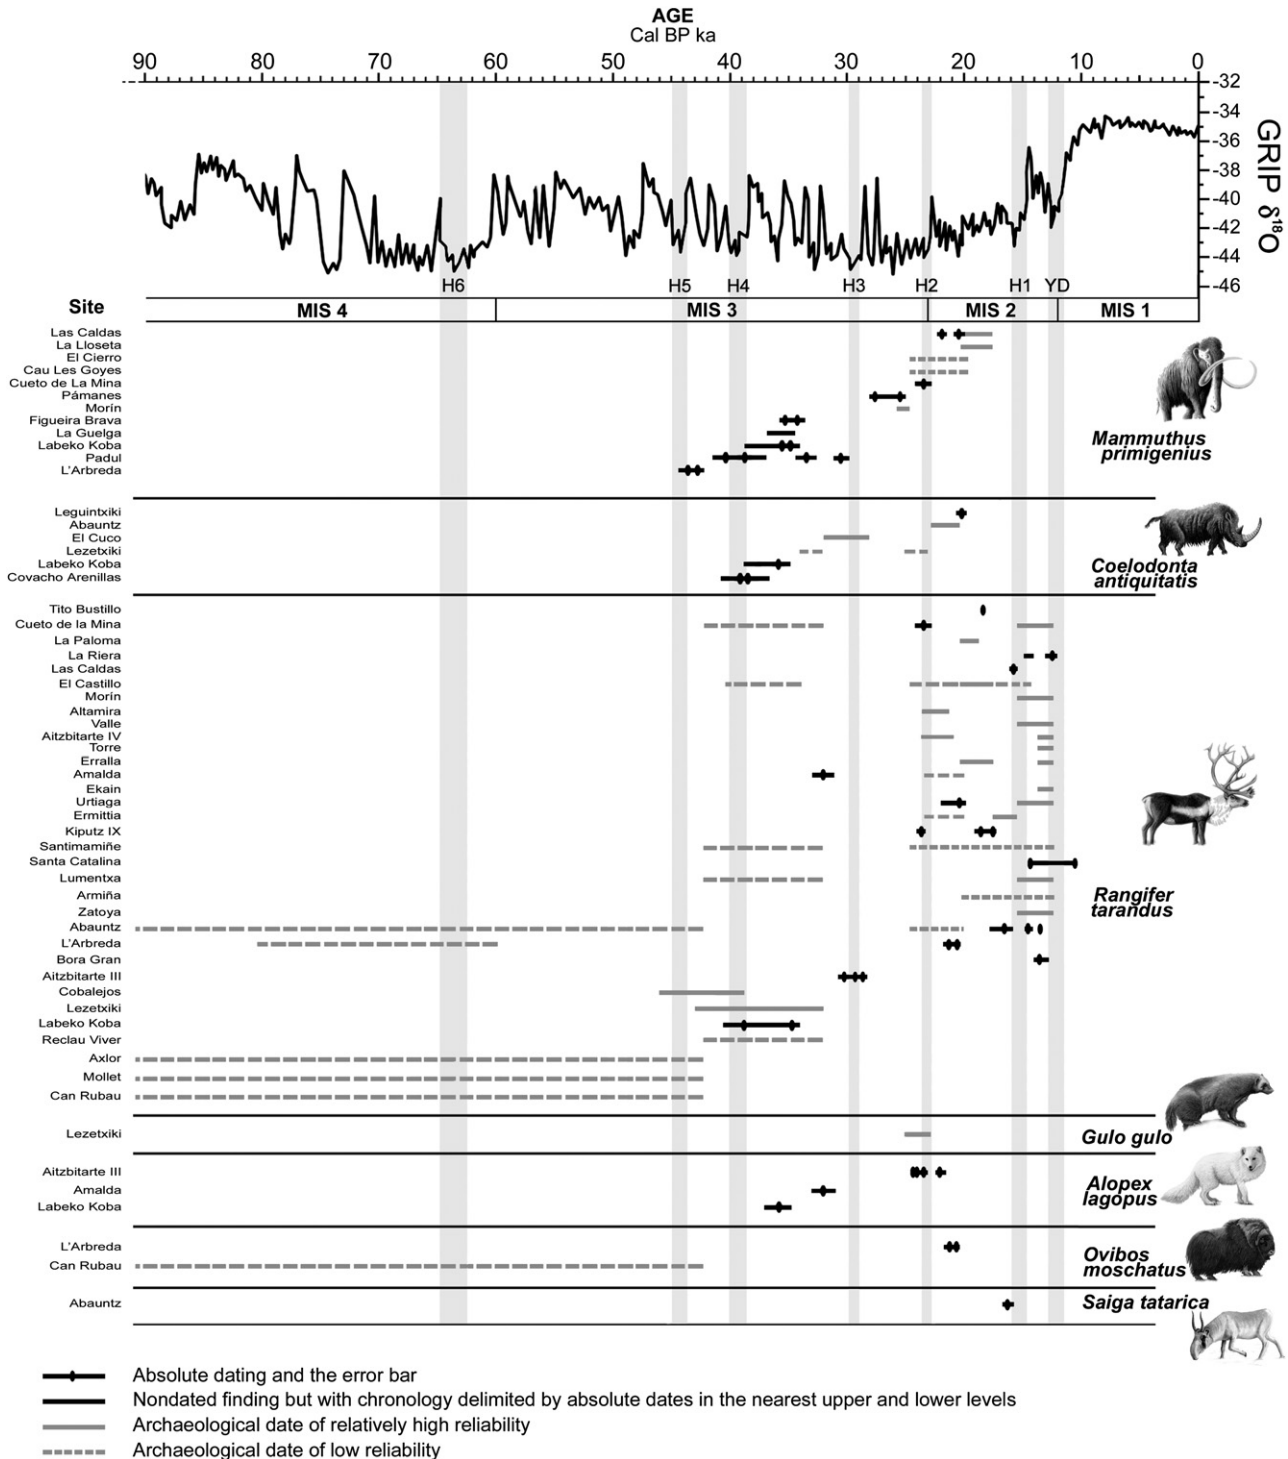 AGE
Cal BP ka
90 80 70 60 50 40 30 20 10 0
-32
-34
-36
-38
-40
-42
-44
-46
GRIP δ¹⁸O
H6 H5 H4 H3 H2 H1 YD
Site MIS 4 MIS 3 MIS 2 MIS 1
Las Caldas
La Lloseta
El Cierro
Cau Les Goyes
Cueto de La Mina
Pámanes
Morín
Figueira Brava
La Guelga
Labeko Koba
Padul
L'Arbreda
Mammuthus
primigenius
Leguintxiki
Abauntz
El Cuco
Lezetxiki
Labeko Koba
Covacho Arenillas
Coelodonta
antiquitatis
Tito Bustillo
Cueto de la Mina
La Paloma
La Riera
Las Caldas
El Castillo
Morín
Altamira
Valle
Aitzbitarte IV
Torre
Erralla
Amalda
Ekain
Urtiaga
Ermittia
Kiputz IX
Santimamiñe
Santa Catalina
Lumentxa
Armiña
Zatoya
Abauntz
L'Arbreda
Bora Gran
Aitzbitarte III
Cobalejos
Lezetxiki
Labeko Koba
Reclau Viver
Axlor
Mollet
Can Rubau
Rangifer
tarandus
Lezetxiki
Gulo gulo
Aitzbitarte III
Amalda
Labeko Koba
Alopex
lagopus
L'Arbreda
Can Rubau
Ovibos
moschatus
Abauntz
Saiga tatarica
Absolute dating and the error bar
Nondated finding but with chronology delimited by absolute dates in the nearest upper and lower levels
Archaeological date of relatively high reliability
Archaeological date of low reliability